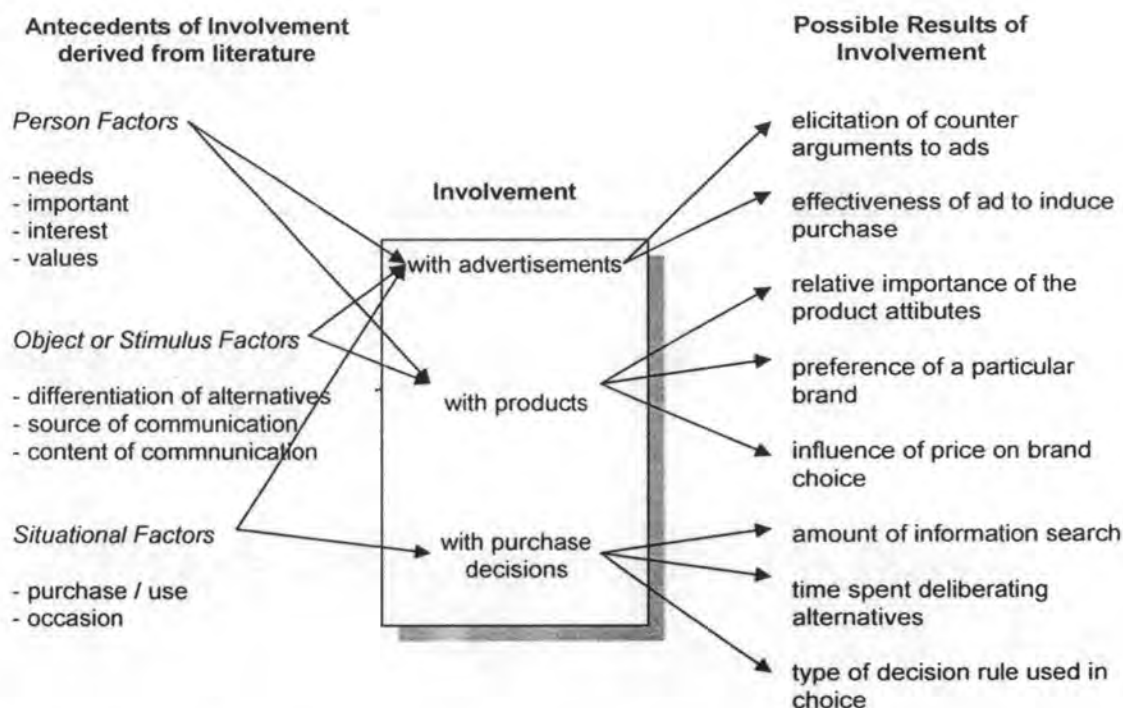 Antecedents of Involvement
derived from literature
Person Factors
- needs
- important
- interest
- values
Object or Stimulus Factors
- differentiation of alternatives
- source of communication
- content of commnunication
Situational Factors
- purchase / use
- occasion
Involvement
with advertisements
with products
with purchase
decisions
Possible Results of
Involvement
elicitation of counter
arguments to ads
effectiveness of ad to induce
purchase
relative importance of the
product attibutes
preference of a particular
brand
influence of price on brand
choice
amount of information search
time spent deliberating
alternatives
type of decision rule used in
choice